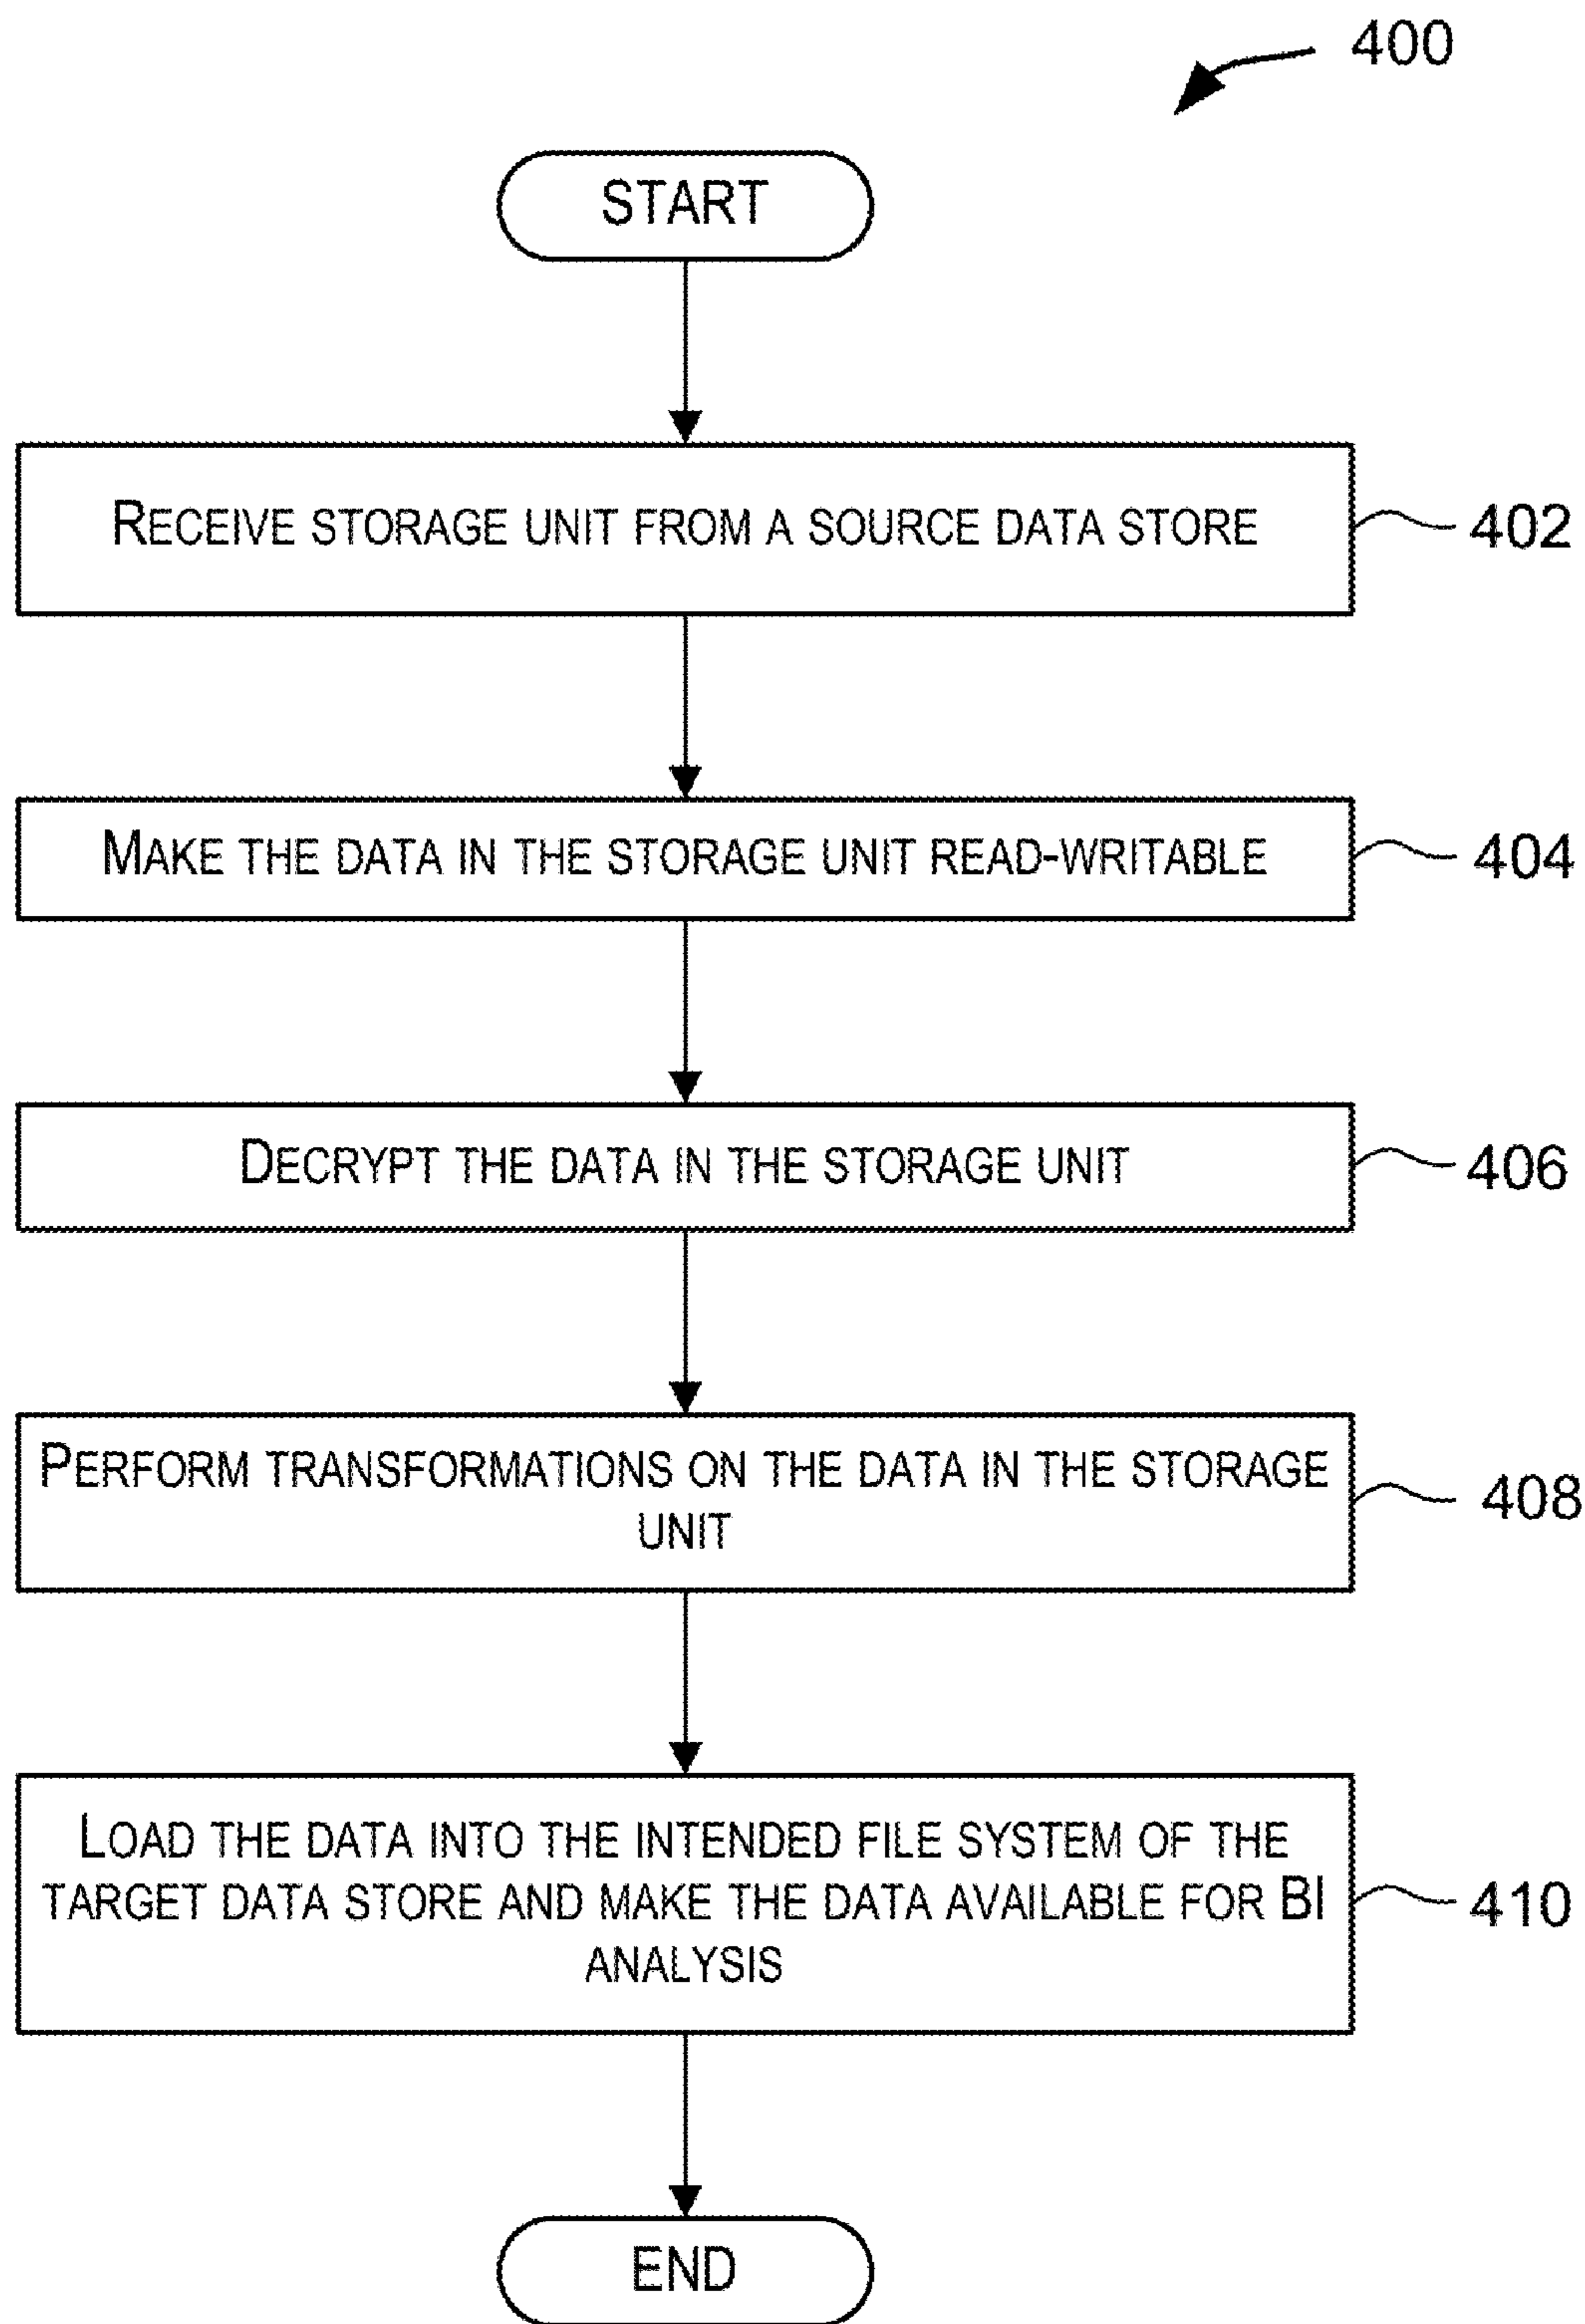 400
START
RECEIVE STORAGE UNIT FROM A SOURCE DATA STORE
402
MAKE THE DATA IN THE STORAGE UNIT READ-WRITABLE
404
DECRYPT THE DATA IN THE STORAGE UNIT
406
PERFORM TRANSFORMATIONS ON THE DATA IN THE STORAGE
UNIT
408
LOAD THE DATA INTO THE INTENDED FILE SYSTEM OF THE
TARGET DATA STORE AND MAKE THE DATA AVAILABLE FOR BI
ANALYSIS
410
END